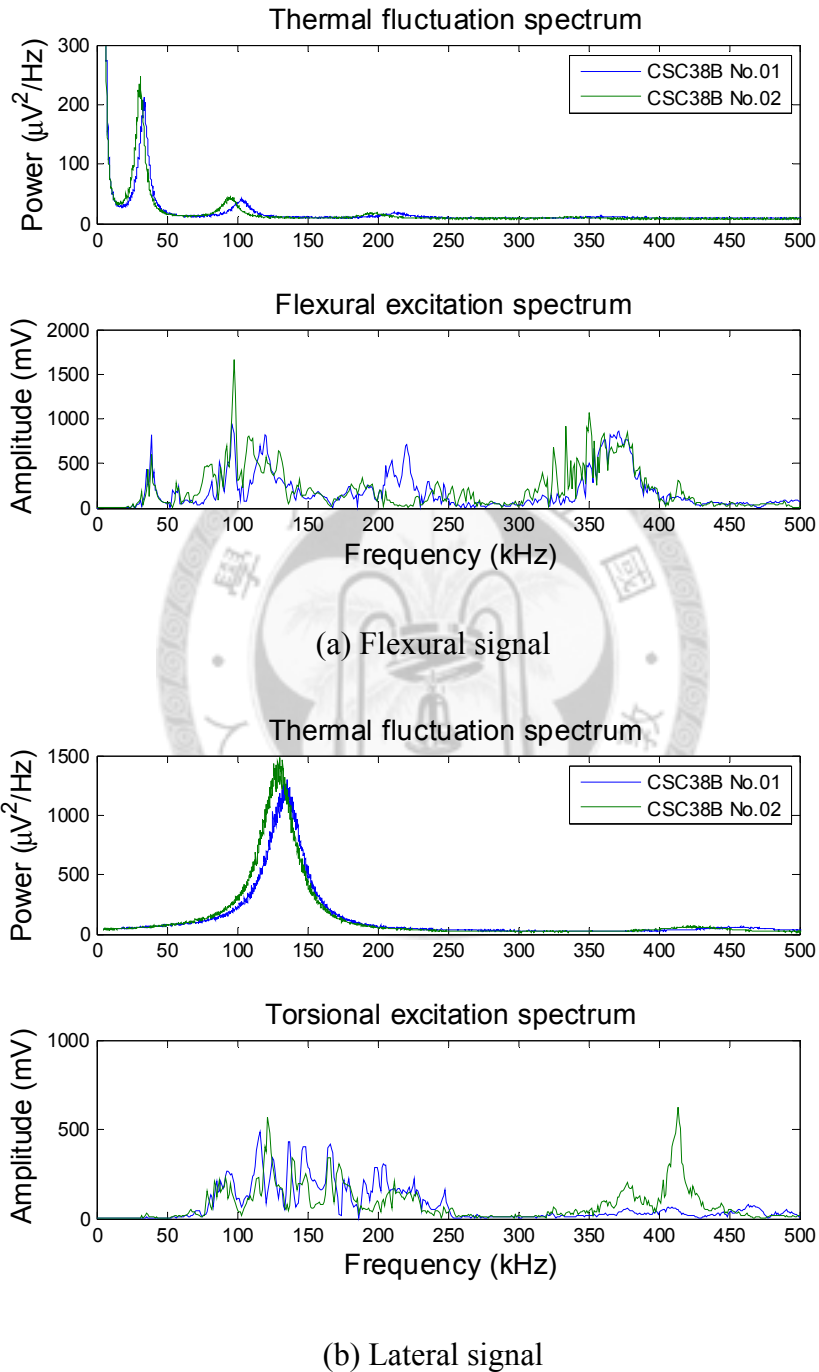 Thermal fluctuation spectrum
Power (μV²/Hz)
300
200
100
0
CSC38B No.01
CSC38B No.02
0 50 100 150 200 250 300 350 400 450 500
Flexural excitation spectrum
Amplitude (mV)
2000
1500
1000
500
0
0 50 100 150 200 250 300 350 400 450 500
Frequency (kHz)
學
國
(a) Flexural signal
人
Thermal fluctuation spectrum
Power (μV²/Hz)
1500
1000
500
0
CSC38B No.01
CSC38B No.02
0 50 100 150 200 250 300 350 400 450 500
Torsional excitation spectrum
Amplitude (mV)
1000
500
0
0 50 100 150 200 250 300 350 400 450 500
Frequency (kHz)
(b) Lateral signal